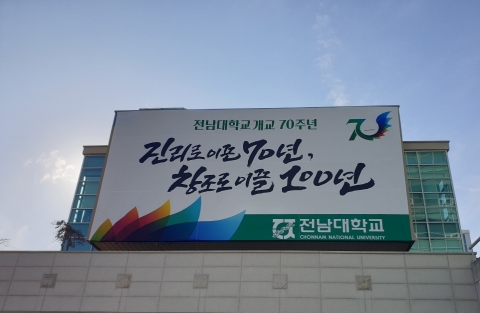 전남대학교 개교 70주년
70
진리로 이끈 70년,
창조로 이끌 100년
전남대학교
CHONNAM NATIONAL UNIVERSITY